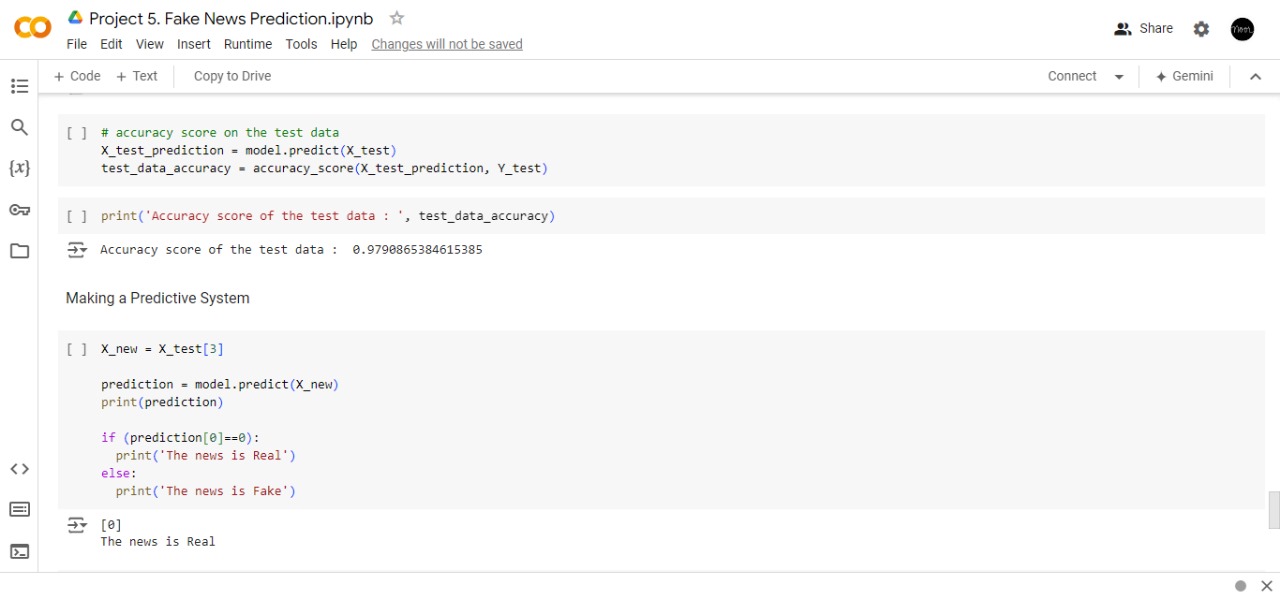 Project 5. Fake News Prediction.ipynb
File Edit View Insert Runtime Tools Help Changes will not be saved
Share
+ Code + Text Copy to Drive
Connect Gemini
[ ] # accuracy score on the test data
X_test_prediction = model.predict(X_test)
test_data_accuracy = accuracy_score(X_test_prediction, Y_test)
[ ] print('Accuracy score of the test data : ', test_data_accuracy)
Accuracy score of the test data :  0.9790865384615385
Making a Predictive System
[ ] X_new = X_test[3]
prediction = model.predict(X_new)
print(prediction)
if (prediction[0]==0):
  print('The news is Real')
else:
  print('The news is Fake')
[0]
The news is Real